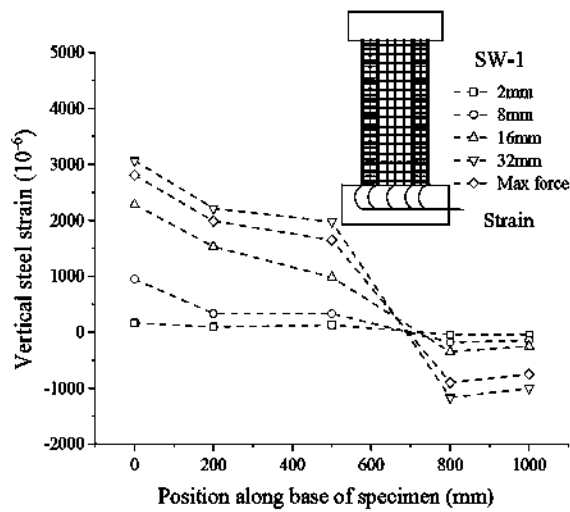 5000
4000
3000
2000
1000
0
-1000
-2000
Vertical steel strain (10⁻⁶)
0
200
400
600
800
1000
Position along base of specimen (mm)
SW-1
2mm
8mm
16mm
32mm
Max force
Strain